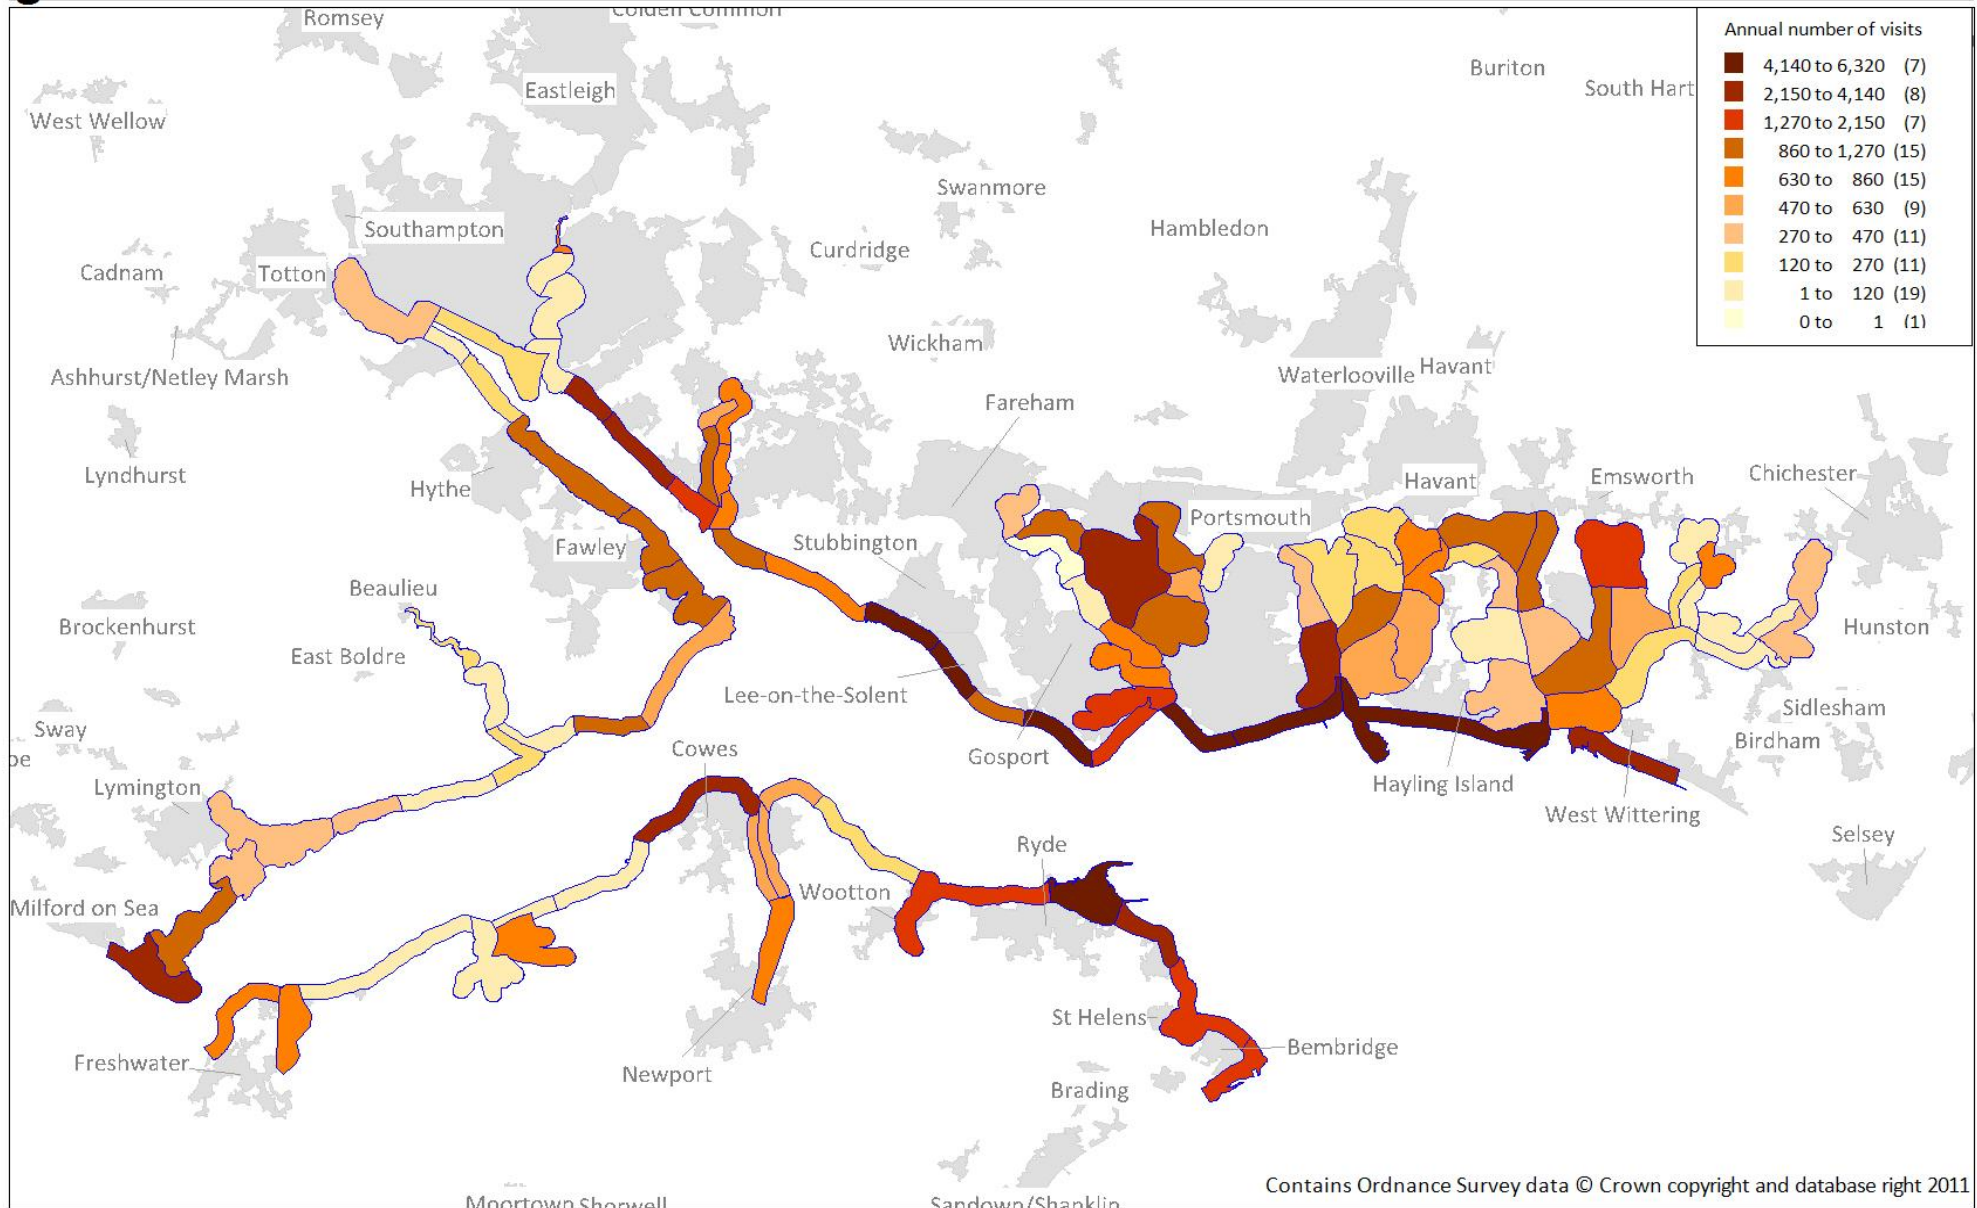 Romsey
Colden Common
Annual number of visits
4,140 to 6,320 (7)
2,150 to 4,140 (8)
1,270 to 2,150 (7)
860 to 1,270 (15)
630 to 860 (15)
470 to 630 (9)
270 to 470 (11)
120 to 270 (11)
1 to 120 (19)
0 to 1 (1)
Buriton
South Hart
Eastleigh
West Wellow
Swanmore
Southampton
Hambledon
Curdridge
Cadnam
Totton
Wickham
Ashhurst/Netley Marsh
Waterlooville
Havant
Fareham
Lyndhurst
Hythe
Havant
Emsworth
Chichester
Portsmouth
Fawley
Stubbington
Beaulieu
Brockenhurst
Hunston
East Boldre
Lee-on-the-Solent
Sidlesham
Sway
Birdham
pe
Cowes
Gosport
Lymington
Hayling Island
West Wittering
Ryde
Selsey
Wootton
Milford on Sea
St Helens
Bembridge
Freshwater
Newport
Brading
Contains Ordnance Survey data © Crown copyright and database right 2011
Moortown Shorwell
Sandown/Shanklin